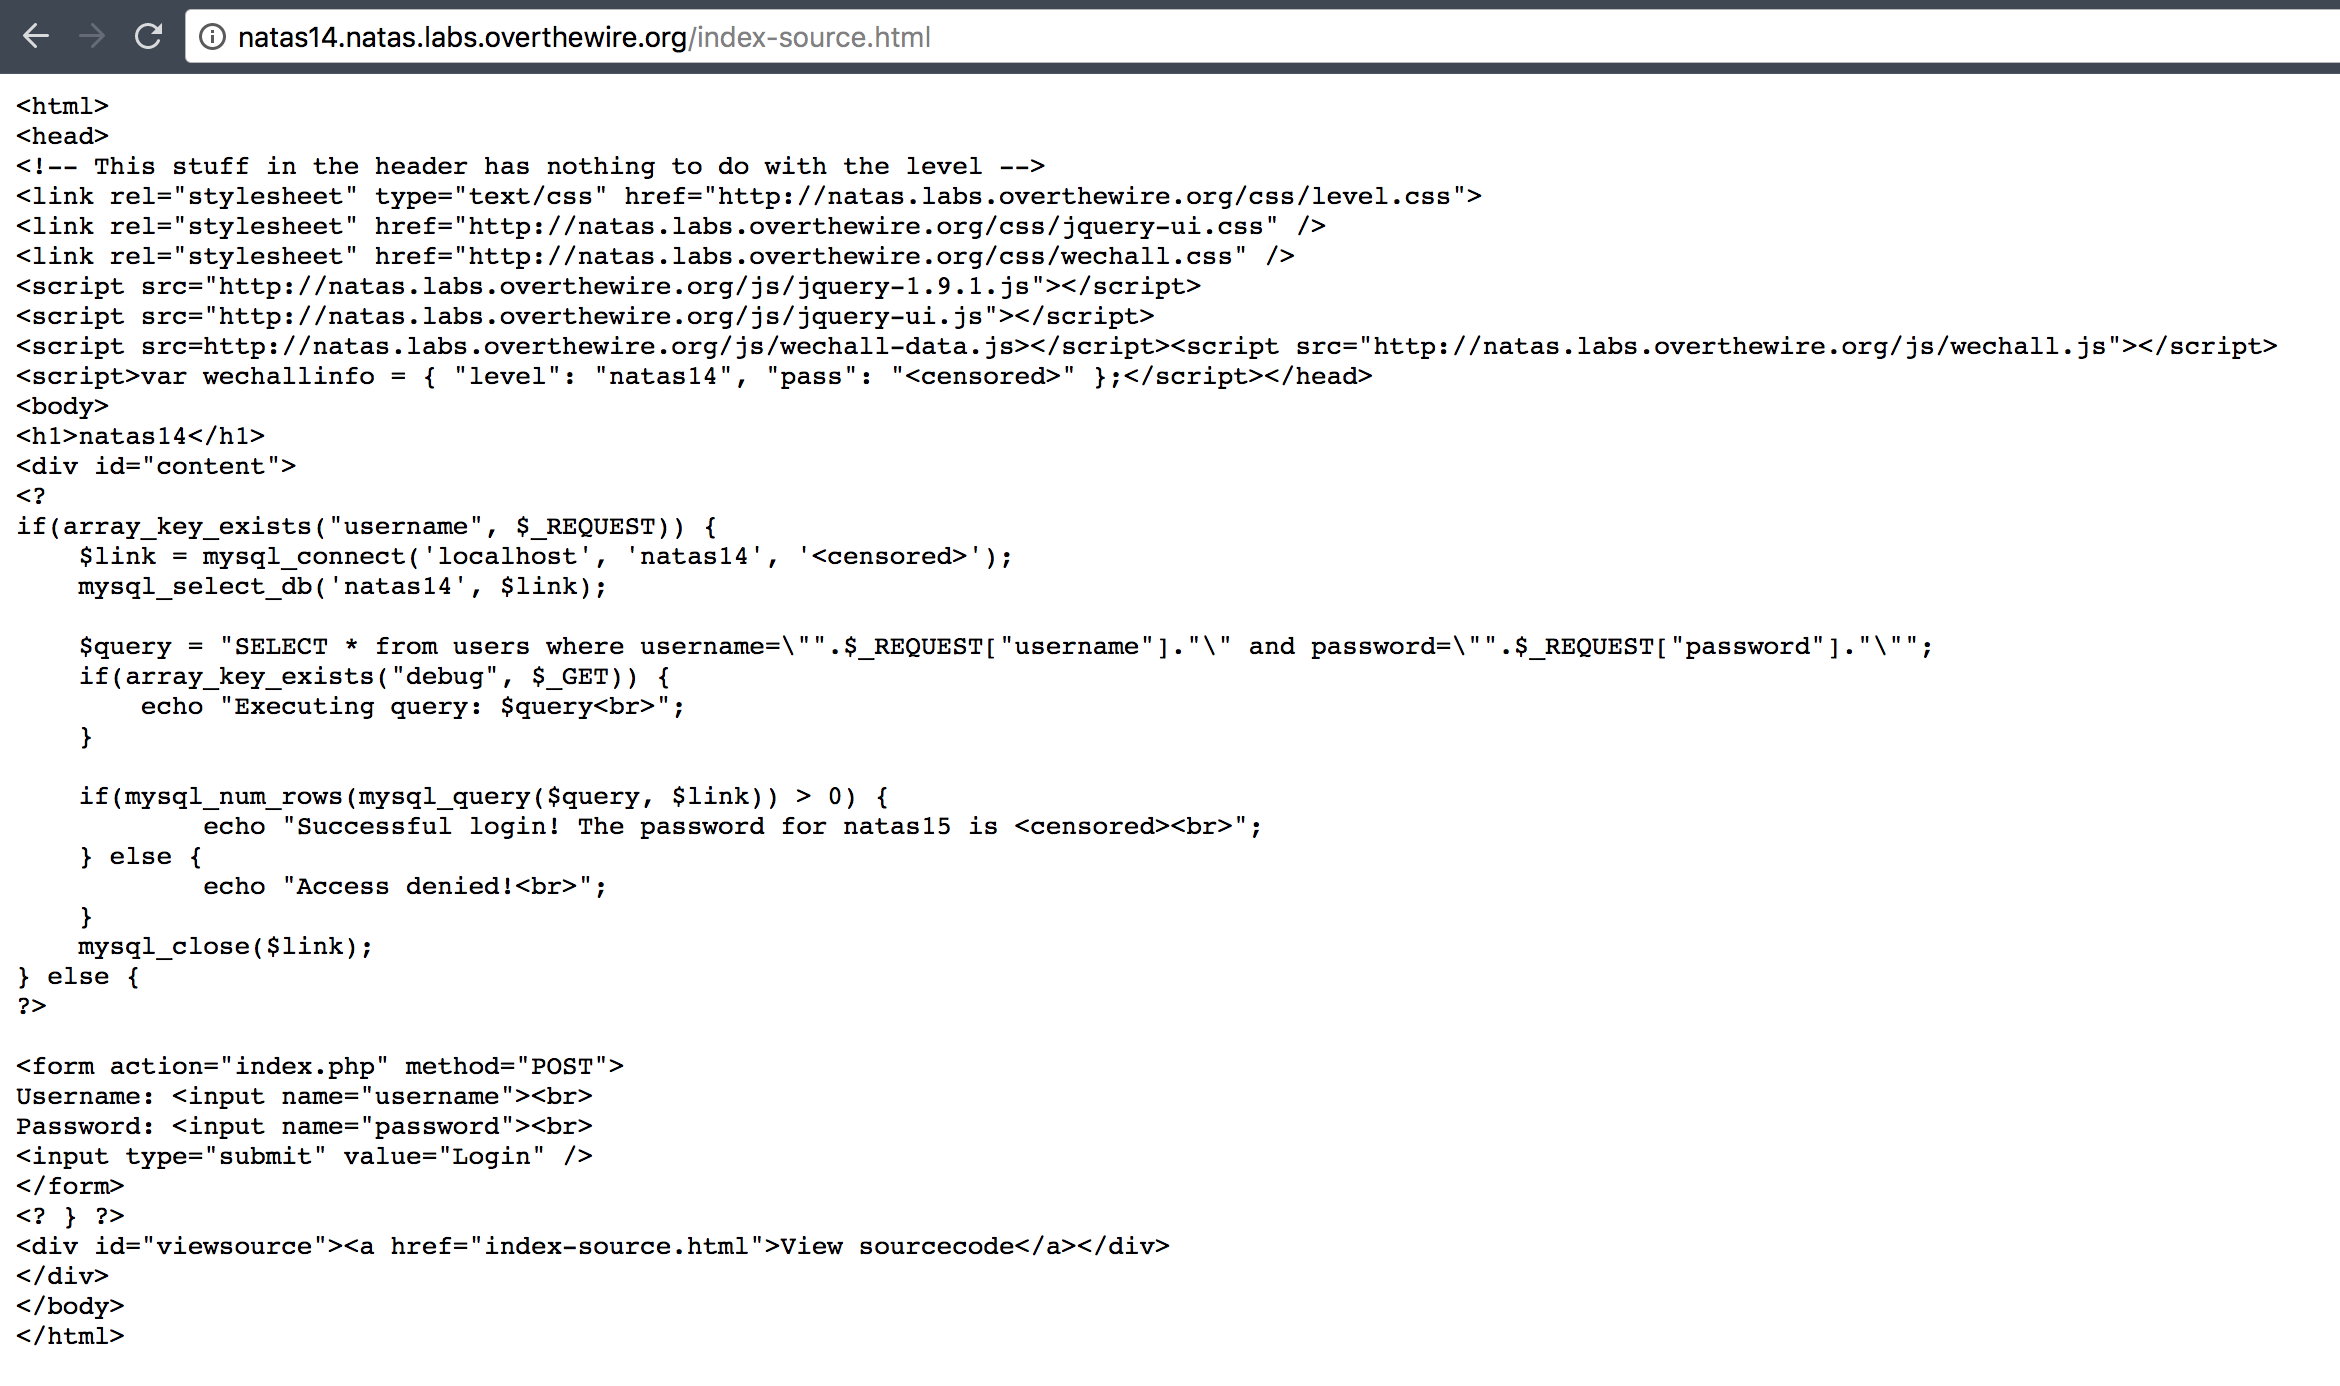 natas14.natas.labs.overthewire.org/index-source.html
<html>
<head>
<!-- This stuff in the header has nothing to do with the level -->
<link rel="stylesheet" type="text/css" href="http://natas.labs.overthewire.org/css/level.css">
<link rel="stylesheet" href="http://natas.labs.overthewire.org/css/jquery-ui.css" />
<link rel="stylesheet" href="http://natas.labs.overthewire.org/css/wechall.css" />
<script src="http://natas.labs.overthewire.org/js/jquery-1.9.1.js"></script>
<script src="http://natas.labs.overthewire.org/js/jquery-ui.js"></script>
<script src=http://natas.labs.overthewire.org/js/wechall-data.js></script><script src="http://natas.labs.overthewire.org/js/wechall.js"></script>
<script>var wechallinfo = { "level": "natas14", "pass": "<censored>" };</script></head>
<body>
<h1>natas14</h1>
<div id="content">
<?
if(array_key_exists("username", $_REQUEST)) {
    $link = mysql_connect('localhost', 'natas14', '<censored>');
    mysql_select_db('natas14', $link);

    $query = "SELECT * from users where username=\"".$_REQUEST["username"]."\" and password=\"".$_REQUEST["password"]."\"";
    if(array_key_exists("debug", $_GET)) {
        echo "Executing query: $query<br>";
    }

    if(mysql_num_rows(mysql_query($query, $link)) > 0) {
            echo "Successful login! The password for natas15 is <censored><br>";
    } else {
            echo "Access denied!<br>";
    }
    mysql_close($link);
} else {
?>

<form action="index.php" method="POST">
Username: <input name="username"><br>
Password: <input name="password"><br>
<input type="submit" value="Login" />
</form>
<? } ?>
<div id="viewsource"><a href="index-source.html">View sourcecode</a></div>
</div>
</body>
</html>